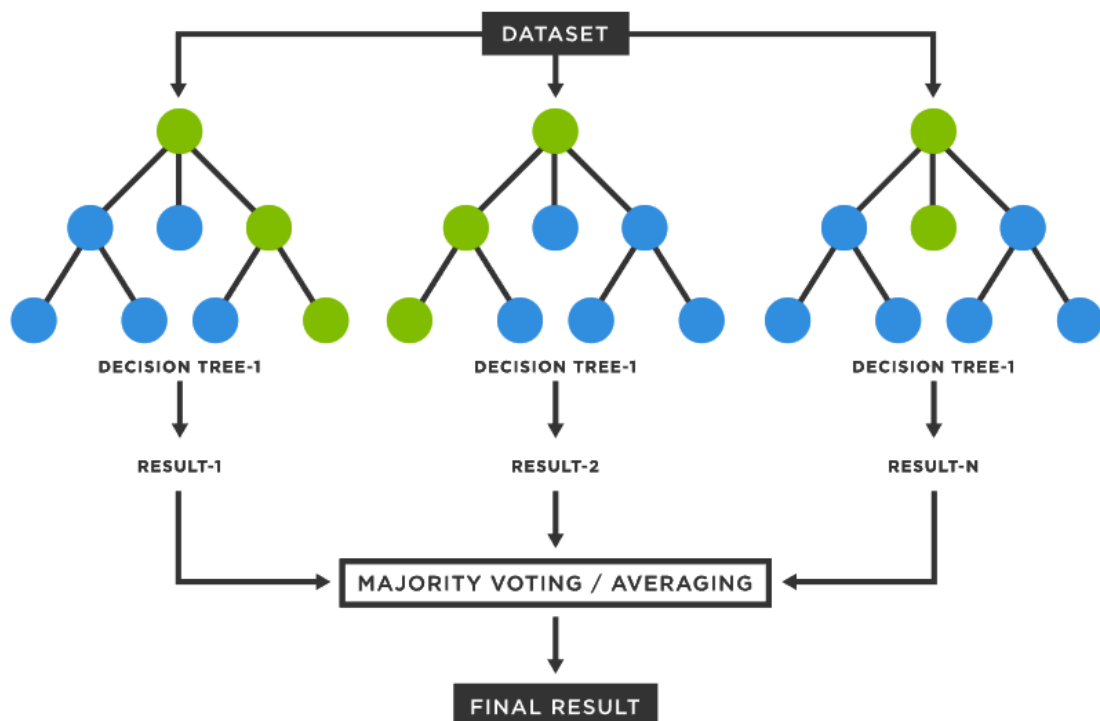 DATASET
DECISION TREE-1
DECISION TREE-1
DECISION TREE-1
RESULT-1
RESULT-2
RESULT-N
MAJORITY VOTING / AVERAGING
FINAL RESULT